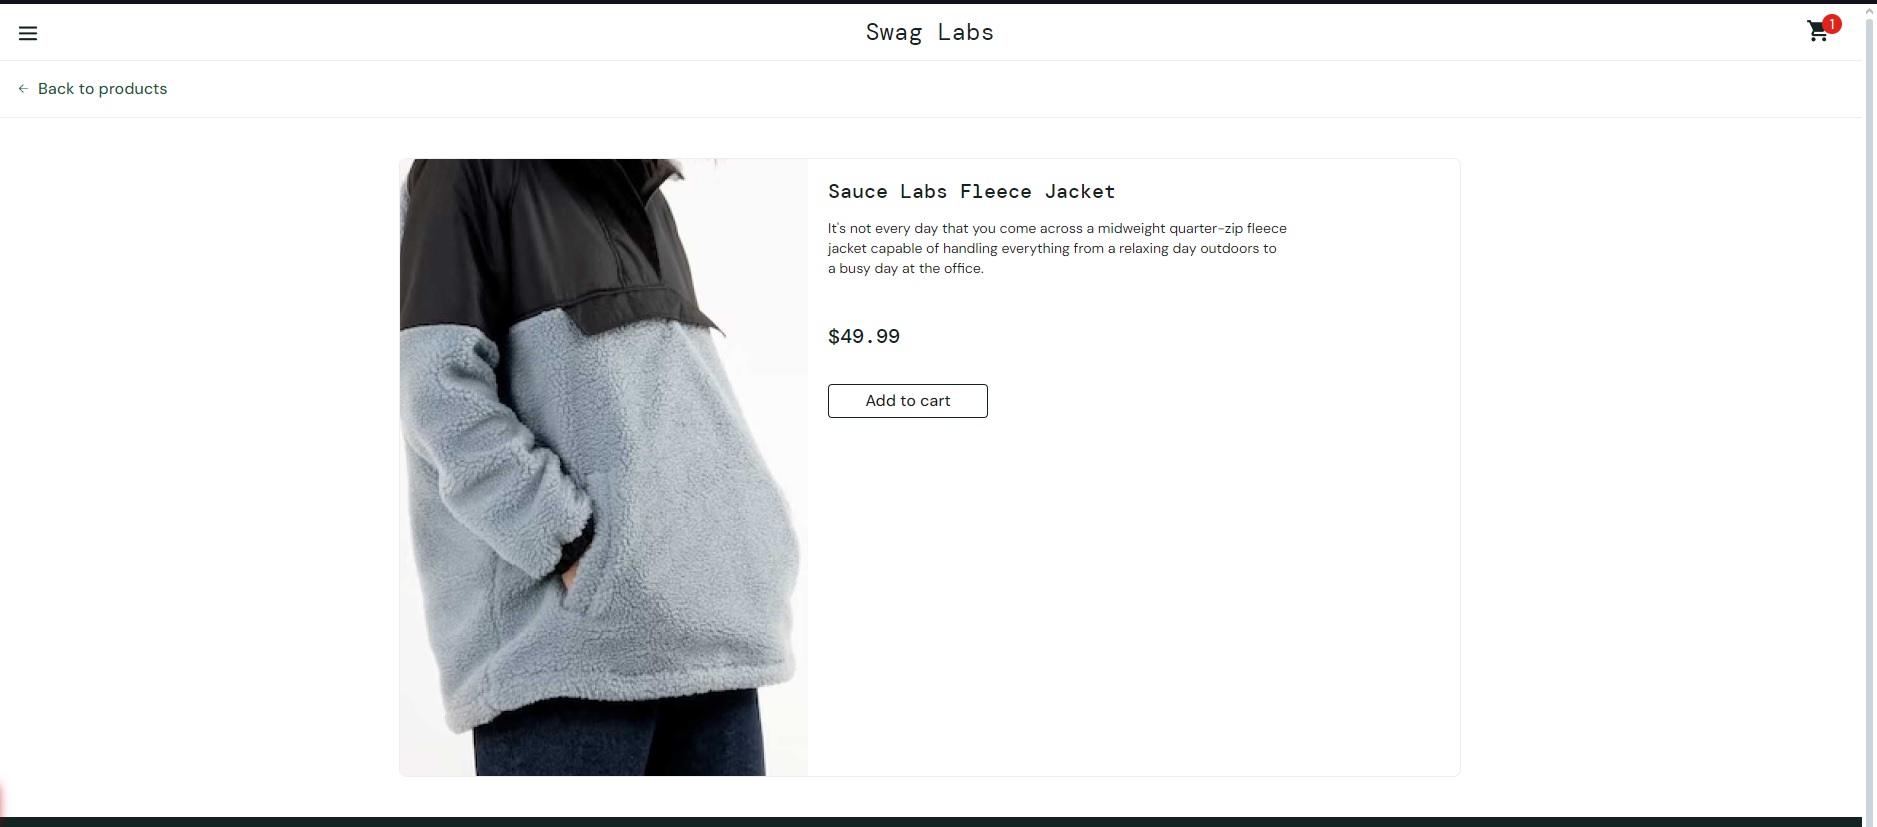 Swag Labs
1
Back to products
Sauce Labs Fleece Jacket
It's not every day that you come across a midweight quarter-zip fleece
jacket capable of handling everything from a relaxing day outdoors to
a busy day at the office.
$49.99
Add to cart